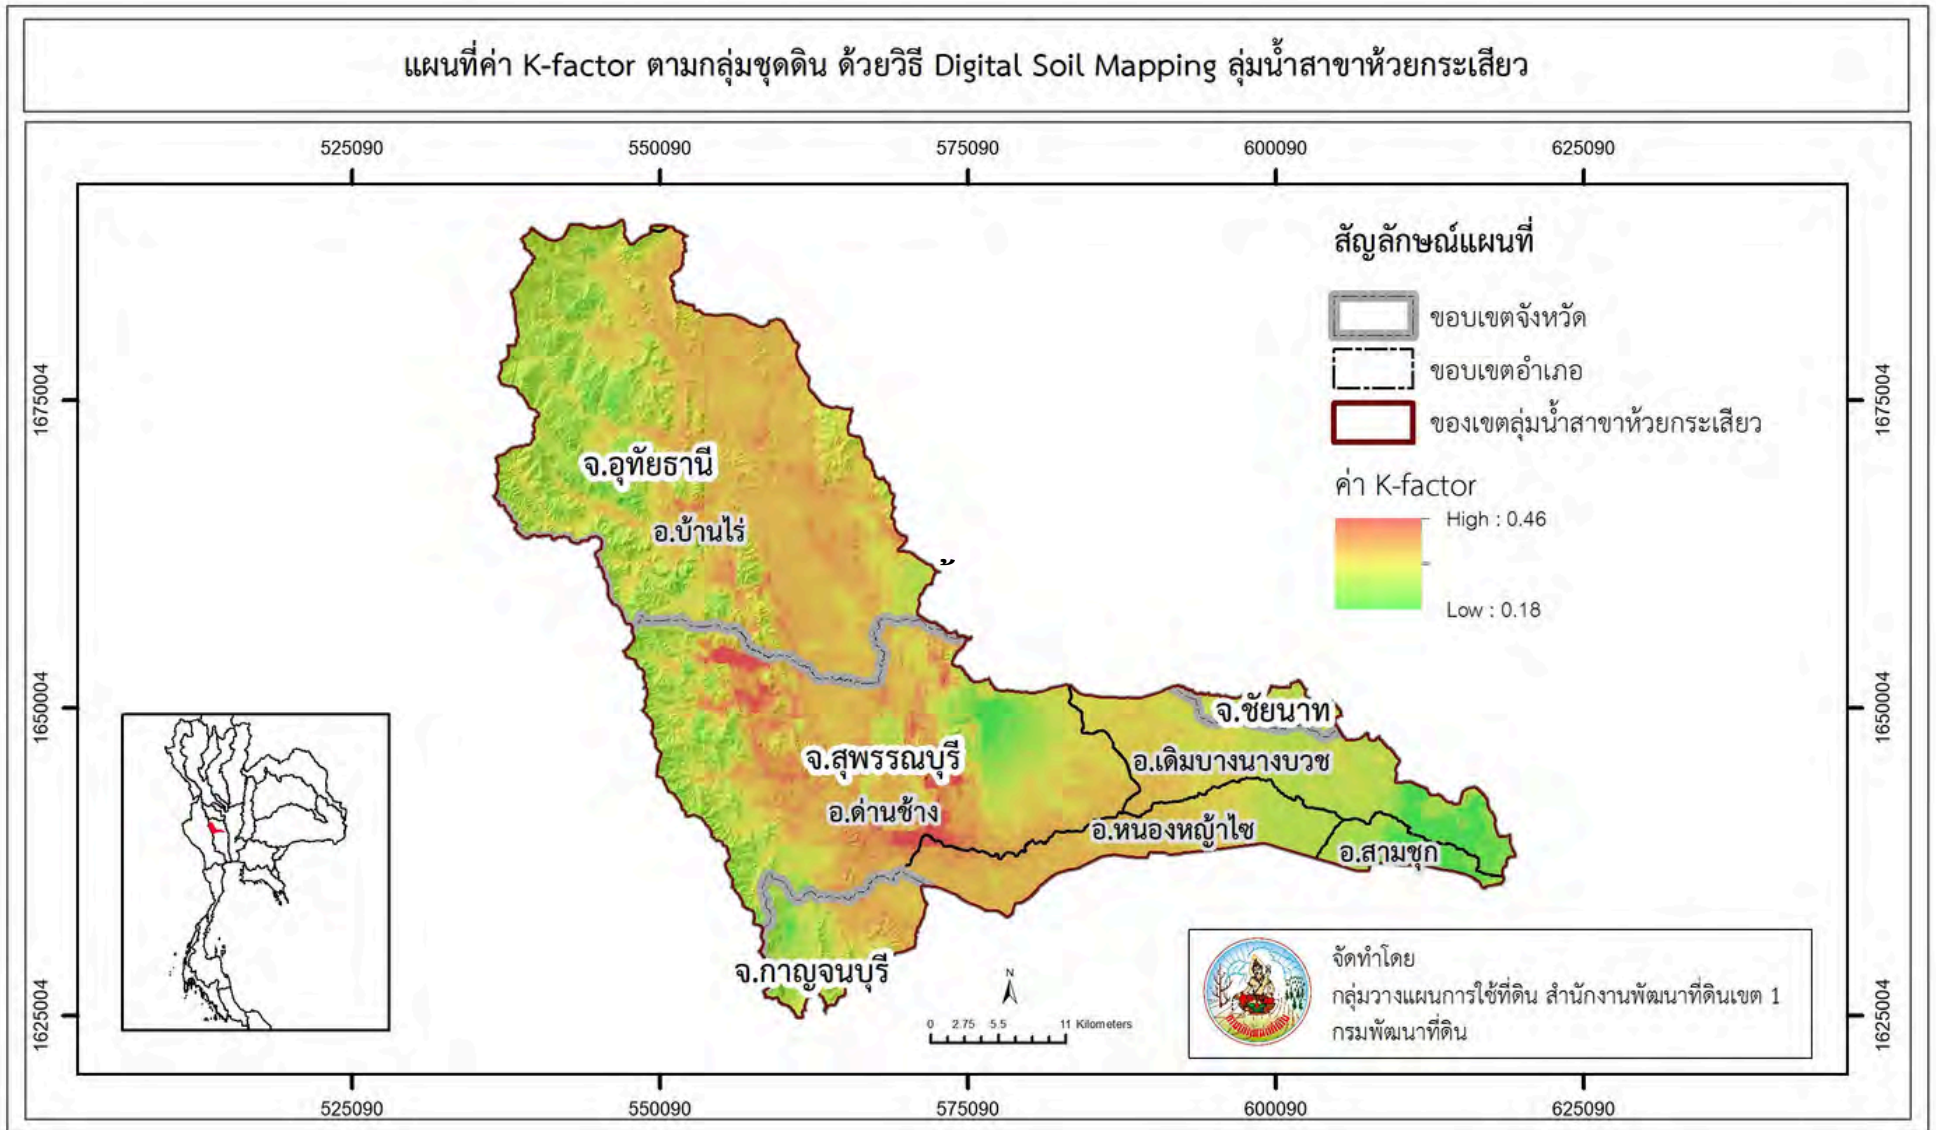 แผนที่ค่า K-factor ตามกลุ่มชุดดิน ด้วยวิธี Digital Soil Mapping ลุ่มน้ำสาขาห้วยกระเสียว
525090 550090 575090 600090 625090
สัญลักษณ์แผนที่
ขอบเขตจังหวัด
ขอบเขตอำเภอ
ของเขตลุ่มน้ำสาขาห้วยกระเสียว
ค่า K-factor
High : 0.46
Low : 0.18
1675004 1675004
จ.อุทัยธานี
อ.บ้านไร่
1650004 1650004
จ.ชัยนาท
จ.สุพรรณบุรี
อ.เดิมบางนางบวช
อ.ด่านช้าง
อ.หนองหญ้าไซ
อ.สามชุก
จ.กาญจนบุรี
1625004 1625004
N
0 2.75 5.5 11 Kilometers
จัดทำโดย
กลุ่มวางแผนการใช้ที่ดิน สำนักงานพัฒนาที่ดินเขต 1
กรมพัฒนาที่ดิน
525090 550090 575090 600090 625090